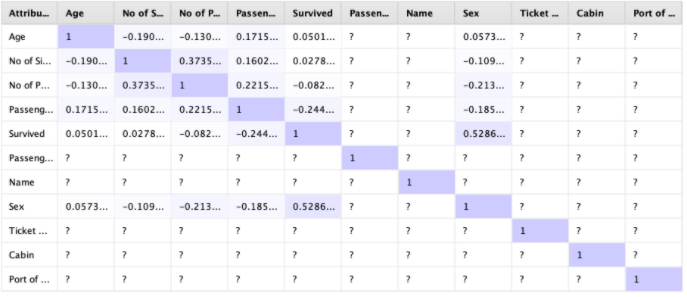 Attribu... Age No of S... No of P... Passen... Survived Passen... Name Sex Ticket ... Cabin Port of ...
Age 1 -0.190... -0.130... 0.1715... 0.0501... ? ? 0.0573... ? ? ?
No of Si... -0.190... 1 0.3735... 0.1602... 0.0278... ? ? -0.109... ? ? ?
No of P... -0.130... 0.3735... 1 0.2215... -0.082... ? ? -0.213... ? ? ?
Passeng... 0.1715... 0.1602... 0.2215... 1 -0.244... ? ? -0.185... ? ? ?
Survived 0.0501... 0.0278... -0.082... -0.244... 1 ? ? 0.5286... ? ? ?
Passeng... ? ? ? ? ? 1 ? ? ? ? ?
Name ? ? ? ? ? ? 1 ? ? ? ?
Sex 0.0573... -0.109... -0.213... -0.185... 0.5286... ? ? 1 ? ? ?
Ticket ... ? ? ? ? ? ? ? ? 1 ? ?
Cabin ? ? ? ? ? ? ? ? ? 1 ?
Port of ... ? ? ? ? ? ? ? ? ? ? 1